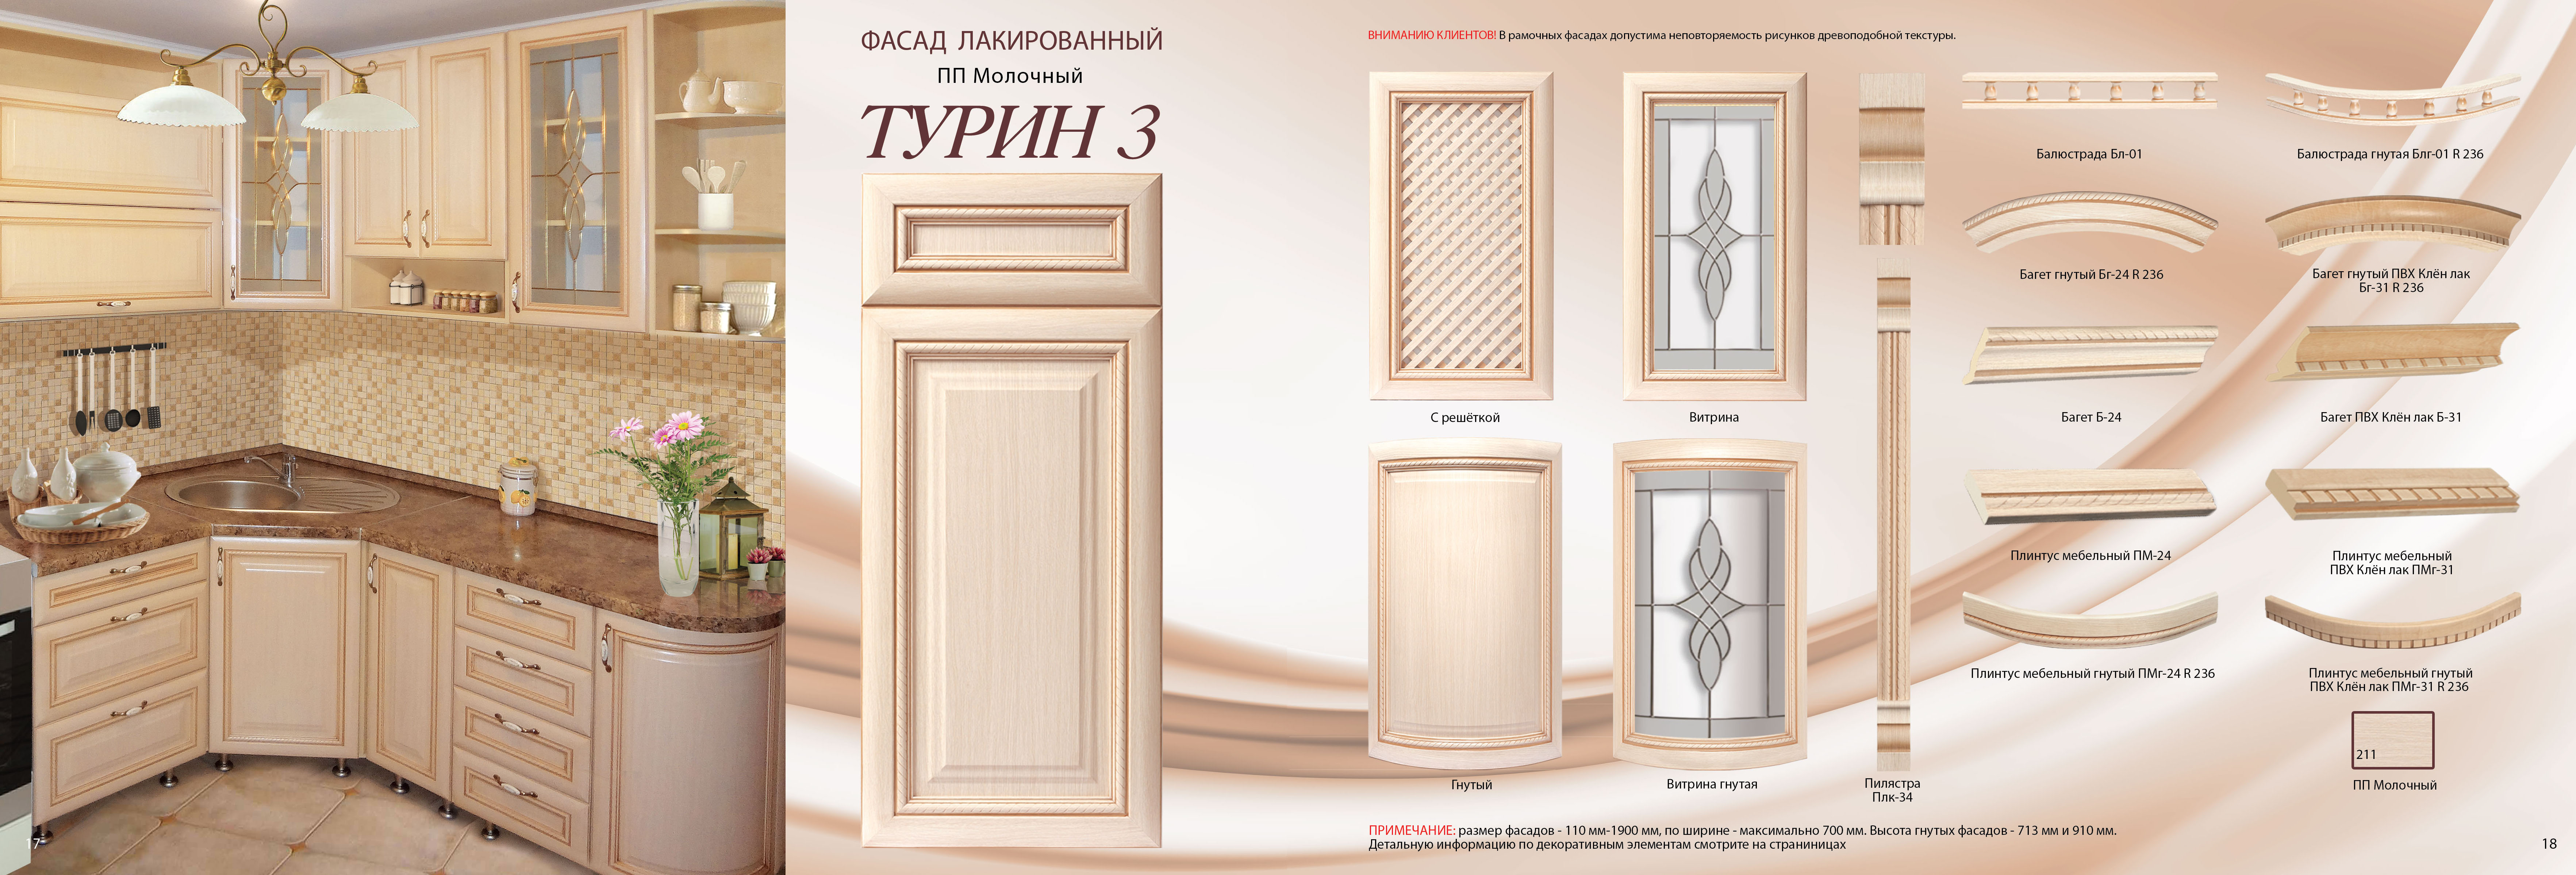 ФАСАД ЛАКИРОВАННЫЙ
ПП Молочный
ТУРИН 3
ВНИМАНИЮ КЛИЕНТОВ! В рамочных фасадах допустима неповторяемость рисунков древоподобной текстуры.
С решёткой
Витрина
Гнутый
Витрина гнутая
Пилястра
Плк-34
Балюстрада Бл-01
Балюстрада гнутая Блг-01 R 236
Багет гнутый Бг-24 R 236
Багет гнутый ПВХ Клён лак
Бг-31 R 236
Багет Б-24
Багет ПВХ Клён лак Б-31
Плинтус мебельный ПМ-24
Плинтус мебельный
ПВХ Клён лак ПМг-31
Плинтус мебельный гнутый ПМг-24 R 236
Плинтус мебельный гнутый
ПВХ Клён лак ПМг-31 R 236
211
ПП Молочный
ПРИМЕЧАНИЕ: размер фасадов - 110 мм-1900 мм, по ширине - максимально 700 мм. Высота гнутых фасадов - 713 мм и 910 мм.
Детальную информацию по декоративным элементам смотрите на страниницах
17
18